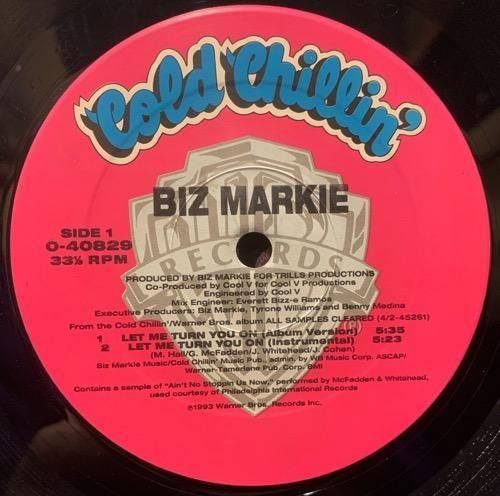 Cold Chillin'
BIZ MARKIE
SIDE 1
0-40829
33⅓ RPM
RECORDS
PRODUCED BY BIZ MARKIE FOR TRILLS PRODUCTIONS
Co-Produced by Cool V for Cool V Productions
Engineered by Cool V
Mix Engineer: Everett Bizz-e Ramos
Executive Producers: Biz Markie, Tyrone Williams and Benny Medina
From the Cold Chillin'/Warner Bros. album ALL SAMPLES CLEARED (4/2-45261)
1 LET ME TURN YOU ON (Album Version) 5:35
2 LET ME TURN YOU ON (Instrumental) 5:23
(M. Hall/G. McFadden/J. Whitehead/J. Cohen)
Biz Markie Music/Cold Chillin' Music Pub., admin. by WB Music Corp. ASCAP/
Warner-Tamerlane Pub. Corp. BMI
Contains a sample of "Ain't No Stoppin Us Now," performed by McFadden & Whitehead,
used courtesy of Philadelphia International Records
℗1993 Warner Bros. Records Inc.